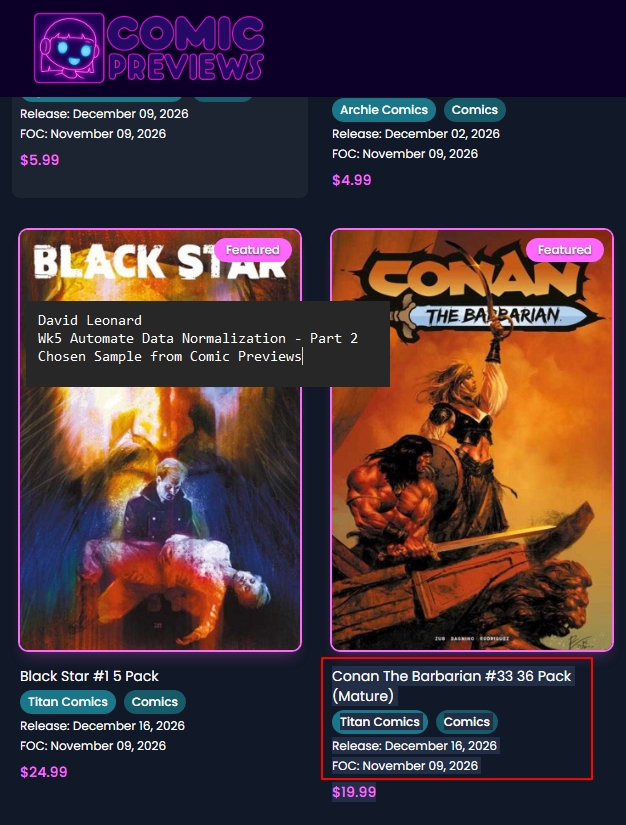 COMIC
PREVIEWS
Release: December 09, 2026
FOC: November 09, 2026
$5.99
Archie Comics
Comics
Release: December 02, 2026
FOC: November 09, 2026
$4.99
Featured
BLACK STAR
David Leonard
Wk5 Automate Data Normalization - Part 2
Chosen Sample from Comic Previews
Black Star #1 5 Pack
Titan Comics
Comics
Release: December 16, 2026
FOC: November 09, 2026
$24.99
Featured
CONAN
THE BARBARIAN
ZUB DAGNINO RODRIGUEZ
Conan The Barbarian #33 36 Pack
(Mature)
Titan Comics
Comics
Release: December 16, 2026
FOC: November 09, 2026
$19.99